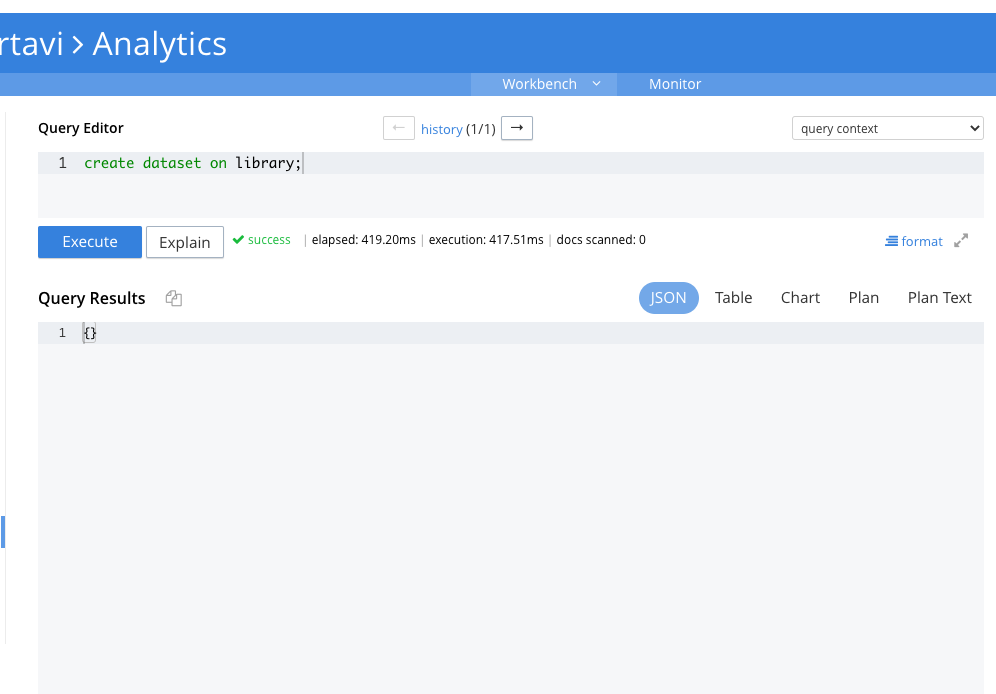 rtavi > Analytics
Workbench Monitor
Query Editor ← history (1/1) → query context
1 create dataset on library;
Execute Explain success | elapsed: 419.20ms | execution: 417.51ms | docs scanned: 0 format
Query Results JSON Table Chart Plan Plan Text
1 {}